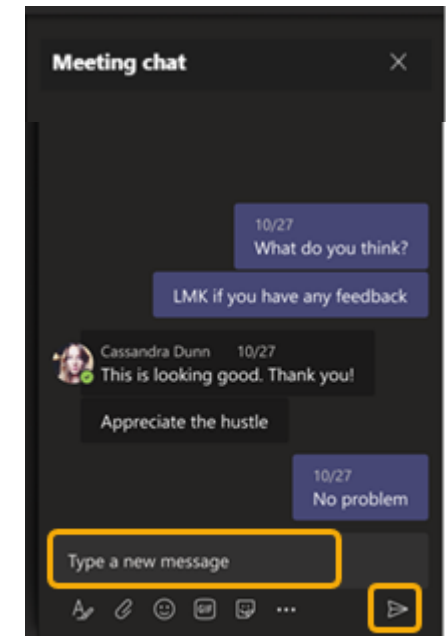 Meeting chat
10/27
What do you think?
LMK if you have any feedback
Cassandra Dunn 10/27
This is looking good. Thank you!
Appreciate the hustle
10/27
No problem
Type a new message
GIF